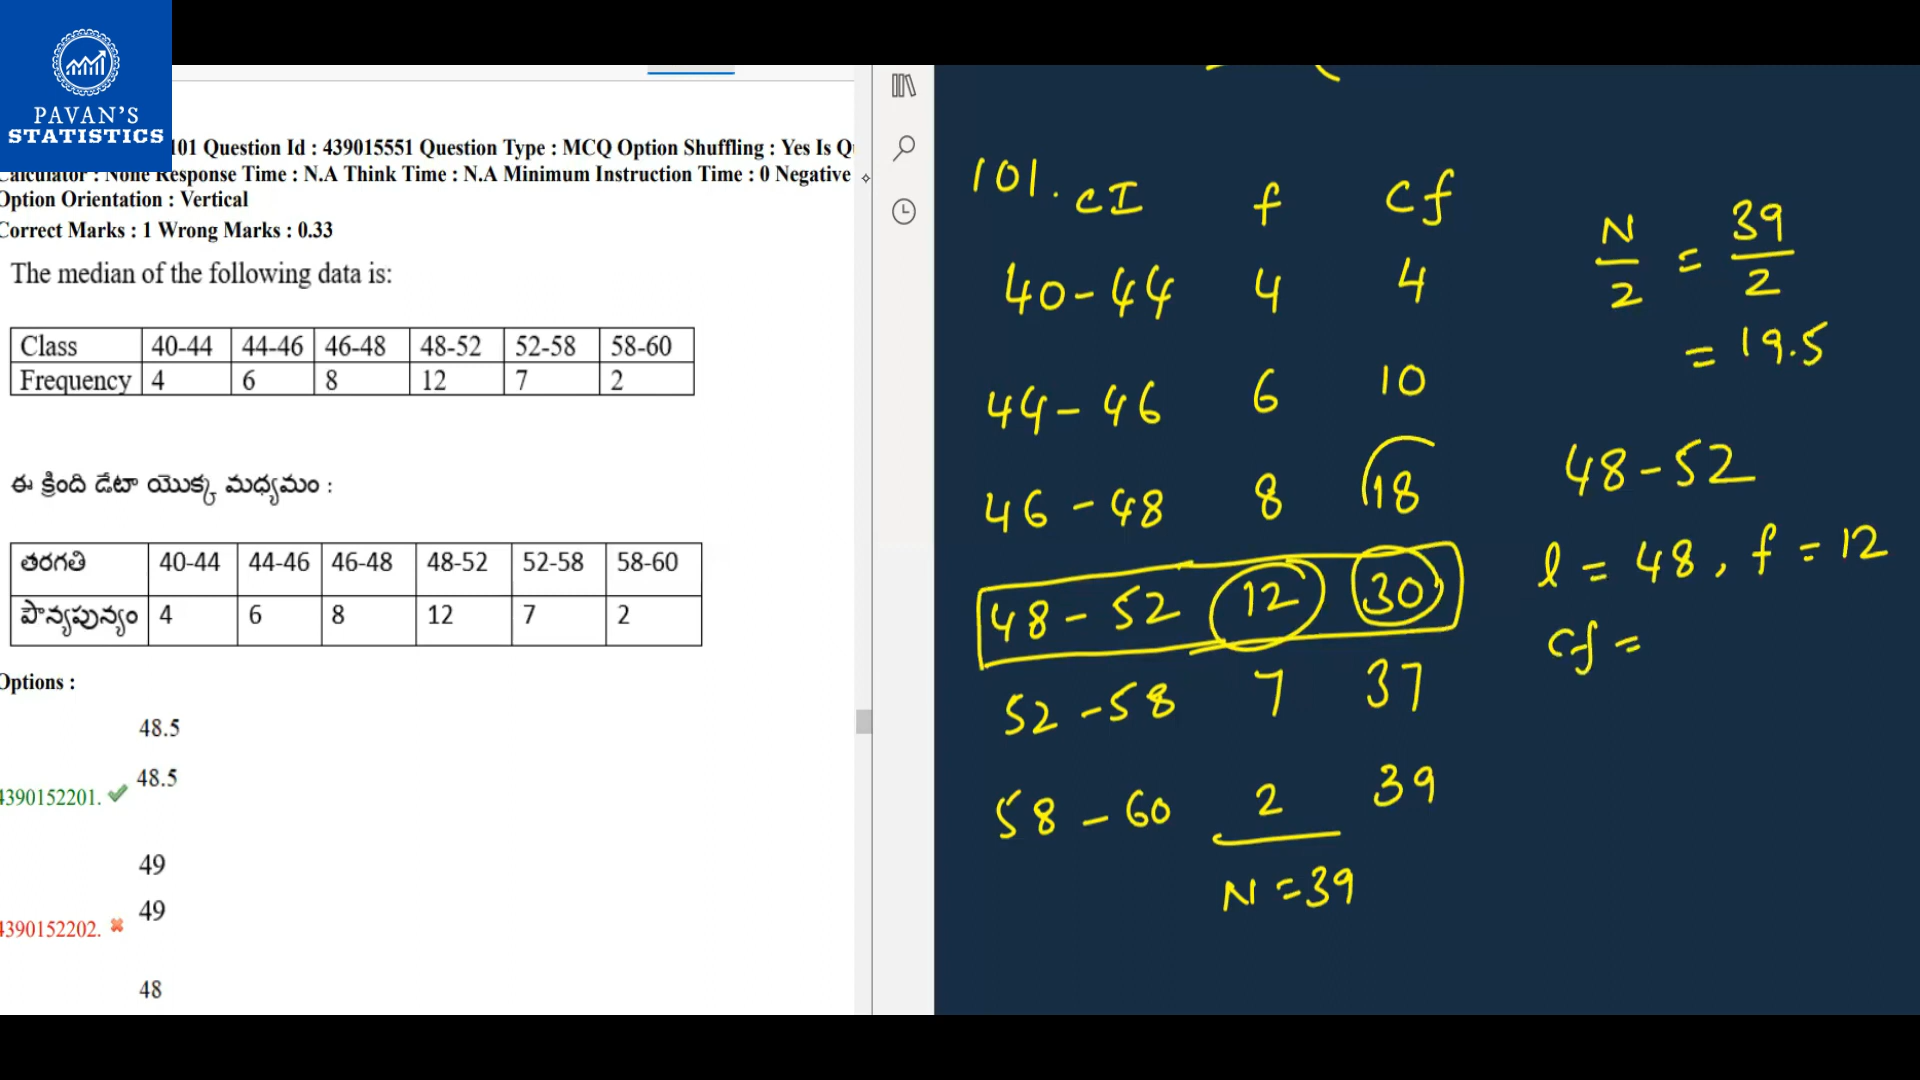 PAVAN'S
STATISTICS
101 Question Id : 439015551 Question Type : MCQ Option Shuffling : Yes Is Q
Calculator : None Response Time : N.A Think Time : N.A Minimum Instruction Time : 0 Negative
Option Orientation : Vertical
Correct Marks : 1 Wrong Marks : 0.33
The median of the following data is:
Class 40-44 44-46 46-48 48-52 52-58 58-60
Frequency 4 6 8 12 7 2
ఈ క్రింది డేటా యొక్క మధ్యమం :
తరగతి 40-44 44-46 46-48 48-52 52-58 58-60
పౌన్యపున్యం 4 6 8 12 7 2
Options :
48.5
48.5
4390152201.
49
49
4390152202.
48
101. CI f Cf
40-44 4 4
44-46 6 10
46-48 8 18
48-52 12 30
52-58 7 37
58-60 2 39
N=39
N/2 = 39/2
= 19.5
48-52
l = 48, f = 12
Cf =